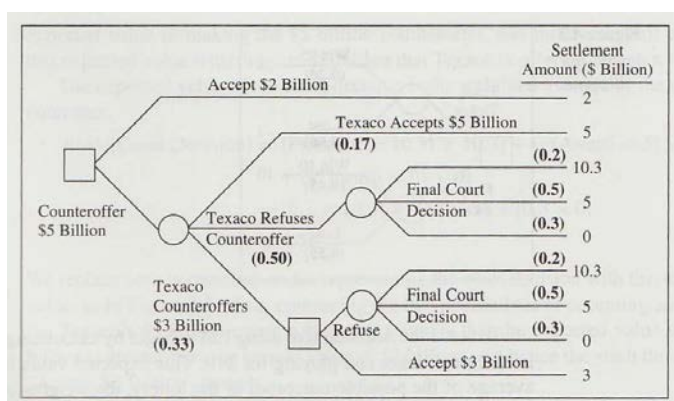 Settlement
Amount ($ Billion)
Accept $2 Billion
2
Texaco Accepts $5 Billion
5
(0.17)
(0.2)
10.3
Final Court
(0.5)
5
Decision
(0.3)
0
Counteroffer
$5 Billion
Texaco Refuses
Counteroffer
(0.50)
(0.2)
10.3
Texaco
Counteroffers
$3 Billion
(0.33)
Final Court
(0.5)
5
Decision
(0.3)
0
Refuse
Accept $3 Billion
3